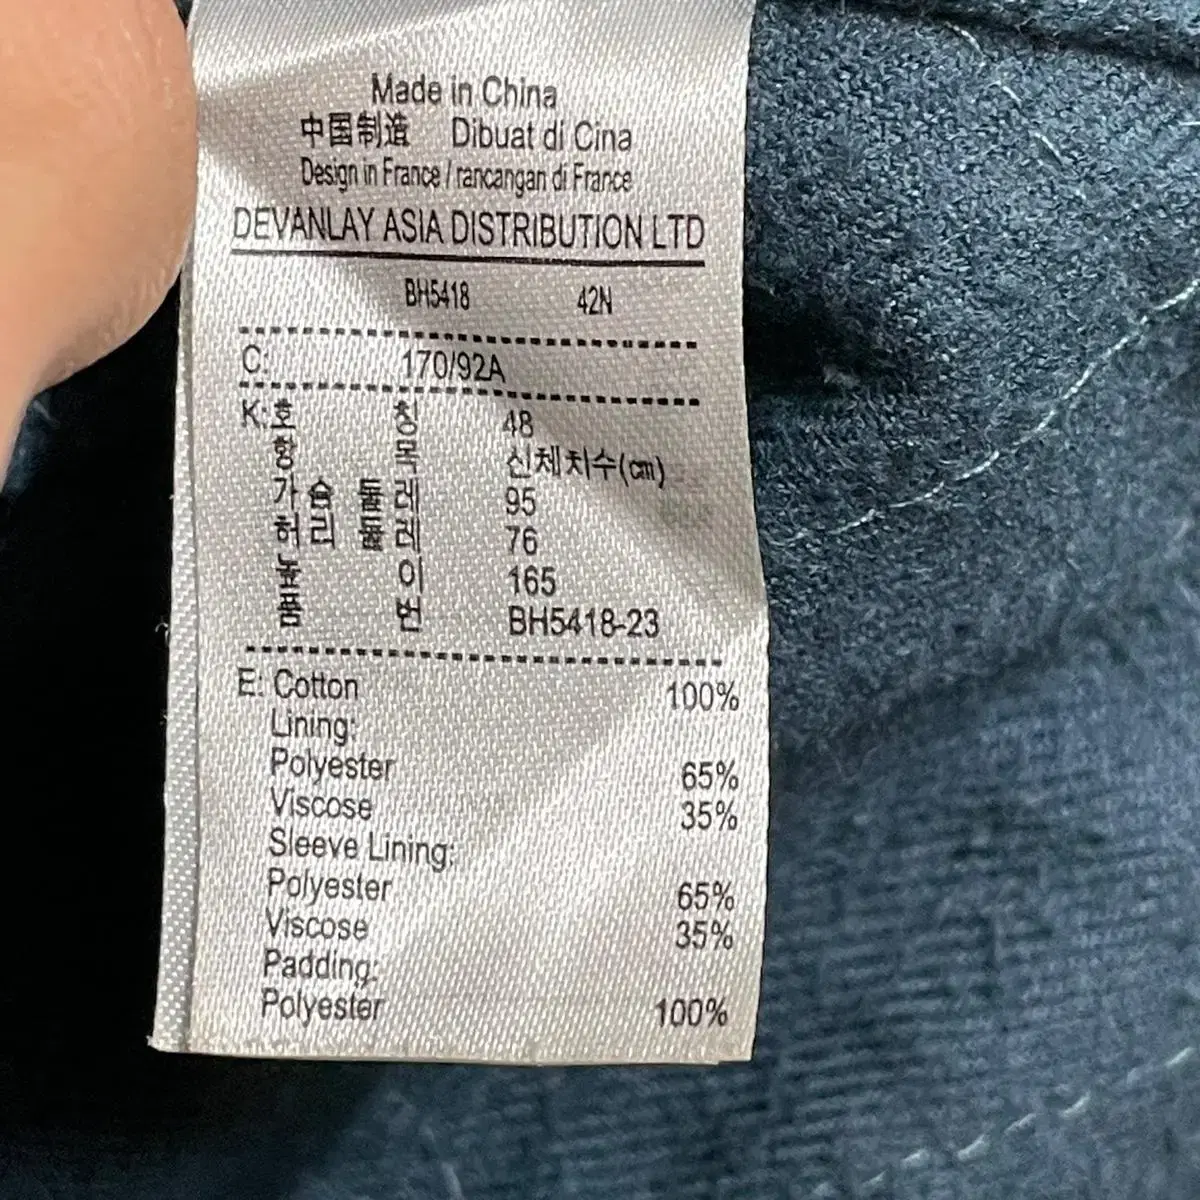 Made in China
中国制造 Dibuat di Cina
Design in France / rancangan di France
DEVANLAY ASIA DISTRIBUTION LTD
BH5418 42N
C: 170/92A
K: 호 칭 48
항 목 신체치수(cm)
가슴둘레 95
허리둘레 76
높 이 165
품 번 BH5418-23
E: Cotton 100%
Lining:
Polyester 65%
Viscose 35%
Sleeve Lining:
Polyester 65%
Viscose 35%
Padding:
Polyester 100%